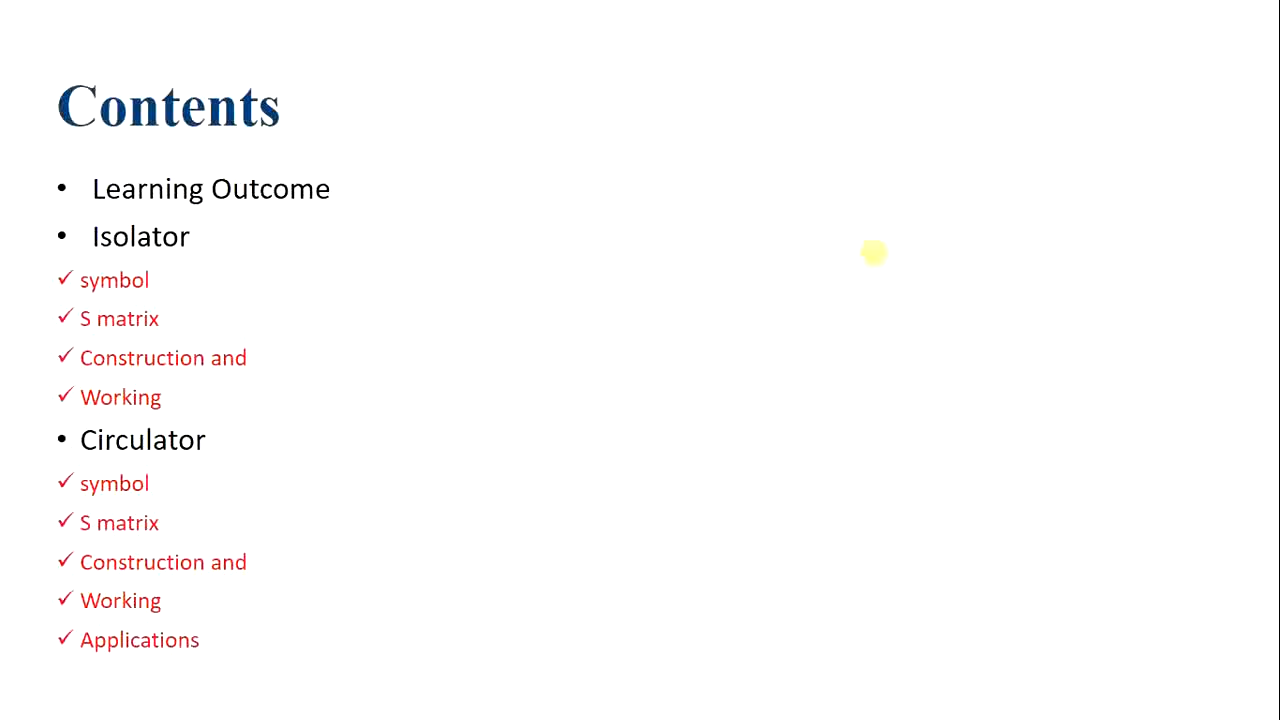 Contents
• Learning Outcome
• Isolator
✓ symbol
✓ S matrix
✓ Construction and
✓ Working
• Circulator
✓ symbol
✓ S matrix
✓ Construction and
✓ Working
✓ Applications